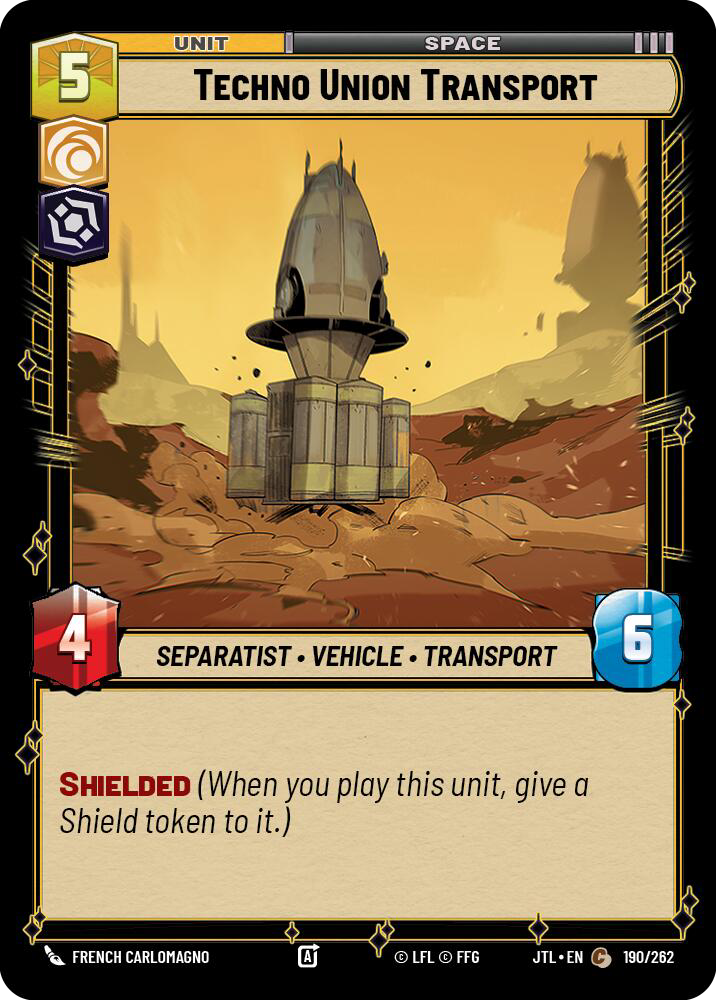 UNIT
SPACE
5
TECHNO UNION TRANSPORT
4
SEPARATIST • VEHICLE • TRANSPORT
6
SHIELDED (When you play this unit, give a
Shield token to it.)
FRENCH CARLOMAGNO
A
© LFL © FFG
JTL • EN
C
190/262